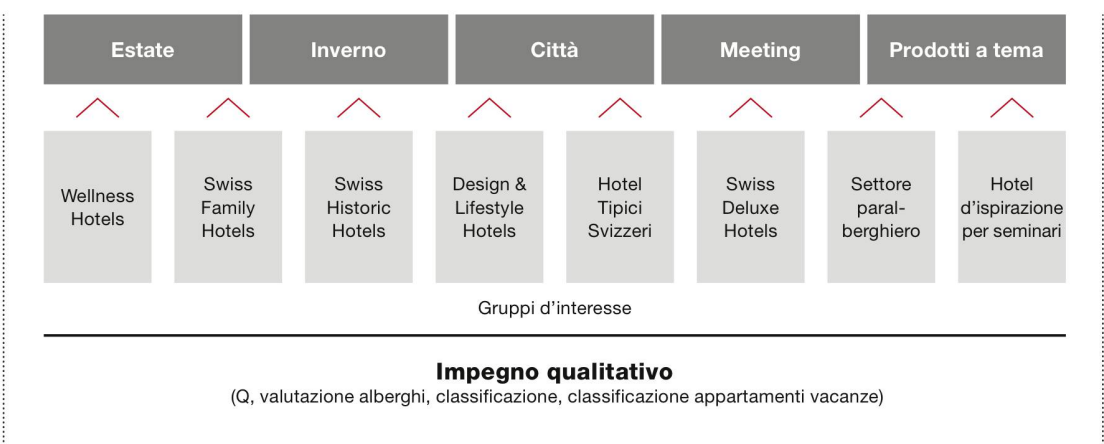 Estate
Inverno
Città
Meeting
Prodotti a tema
Wellness
Hotels
Swiss
Family
Hotels
Swiss
Historic
Hotels
Design &
Lifestyle
Hotels
Hotel
Tipici
Svizzeri
Swiss
Deluxe
Hotels
Settore
paral-
berghiero
Hotel
d’ispirazione
per seminari
Gruppi d’interesse
Impegno qualitativo
(Q, valutazione alberghi, classificazione, classificazione appartamenti vacanze)